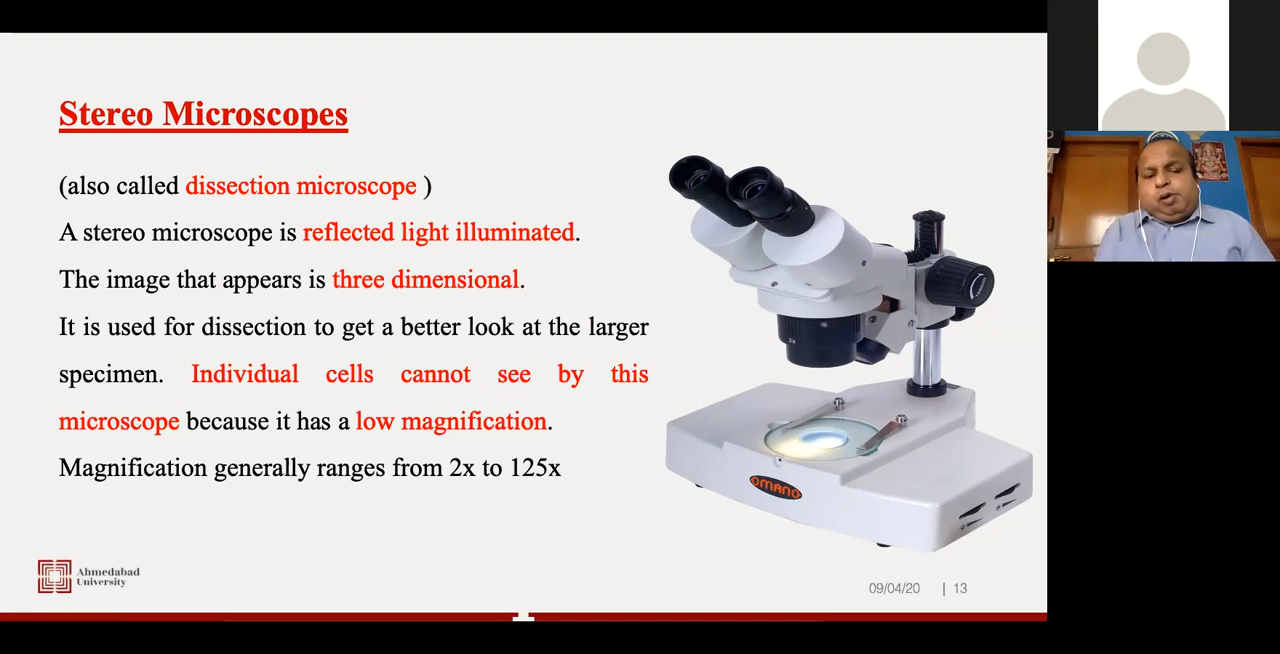 Stereo Microscopes
(also called dissection microscope )
A stereo microscope is reflected light illuminated.
The image that appears is three dimensional.
It is used for dissection to get a better look at the larger
specimen. Individual cells cannot see by this
microscope because it has a low magnification.
Magnification generally ranges from 2x to 125x
OMANO
Ahmedabad
University
09/04/20 | 13